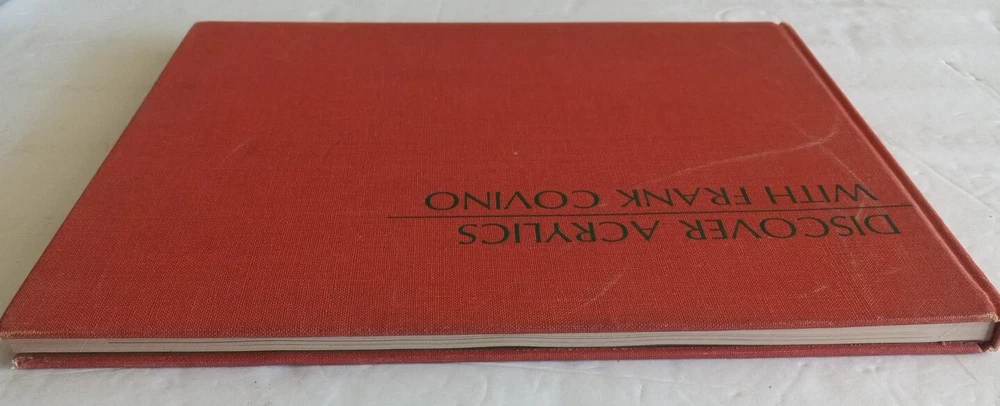 DISCOVER ACRYLICS
WITH FRANK COVINO